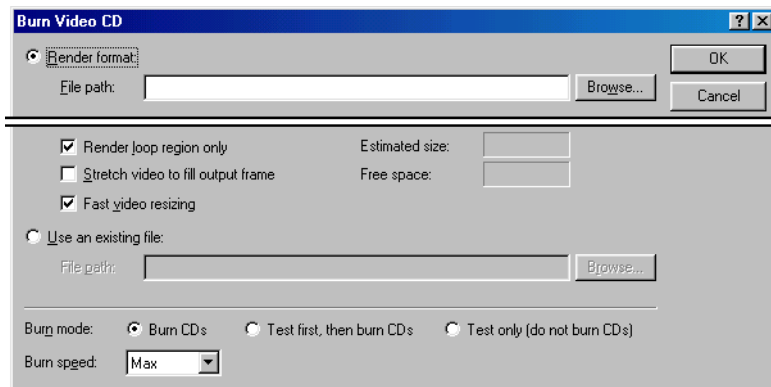 Burn Video CD
Render format:
OK
File path:
Browse...
Cancel
Render loop region only
Estimated size:
Stretch video to fill output frame
Free space:
Fast video resizing
Use an existing file:
File path:
Browse...
Burn mode:
Burn CDs
Test first, then burn CDs
Test only (do not burn CDs)
Burn speed:
Max